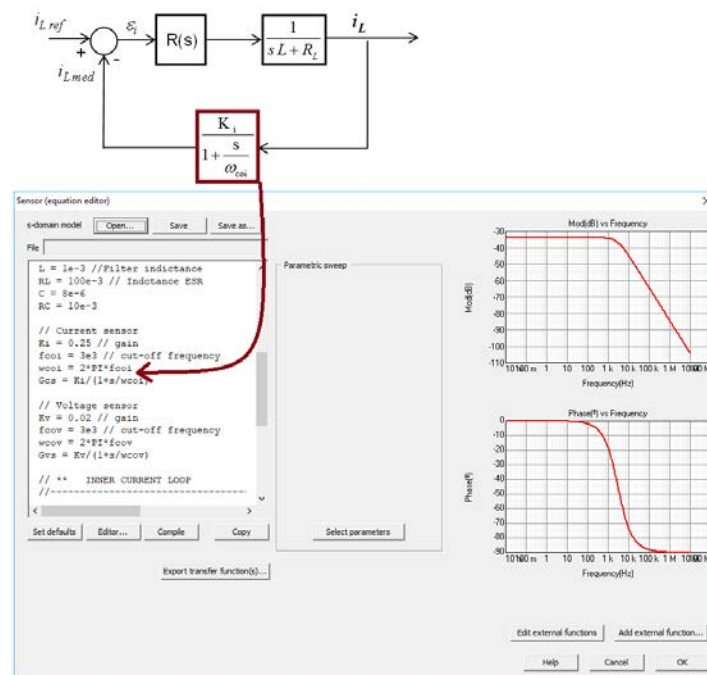 i_L ref
ε_i
R(s)
1
s L + R_L
i_L
+
-
i_Lmed
K_i
1+
s
ω_coi
Sensor (equation editor)
s-domain model Open... Save Save as...
File
Parametric sweep
L = 1e-3 //Filter indictance
RL = 100e-3 // Indctance ESR
C = 8e-6
RC = 10e-3
// Current sensor
Ki = 0.25 // gain
fcoi = 3e3 // cut-off frequency
wcoi = 2*PI*fcoi
Gcs = Ki/(1+s/wcoi)
// Voltage sensor
Kv = 0.02 // gain
fcov = 3e3 // cut-off frequency
wcov = 2*PI*fcov
Gvs = Kv/(1+s/wcov)
// ** INNER CURRENT LOOP
//-----------------------------------
Set defaults Editor... Compile Copy
Select parameters
Export transfer function(s)...
Mod(dB) vs Frequency
Mod(dB)
-30
-40
-50
-60
-70
-80
-90
-100
-110
1 10 100 1 k 10 k 100 k 1 M
Frequency(Hz)
Phase(º) vs Frequency
Phase(º)
0
-10
-20
-30
-40
-50
-60
-70
-80
-90
1 10 100 1 k 10 k 100 k 1 M
Frequency(Hz)
Edit external functions Add external function...
Help Cancel OK